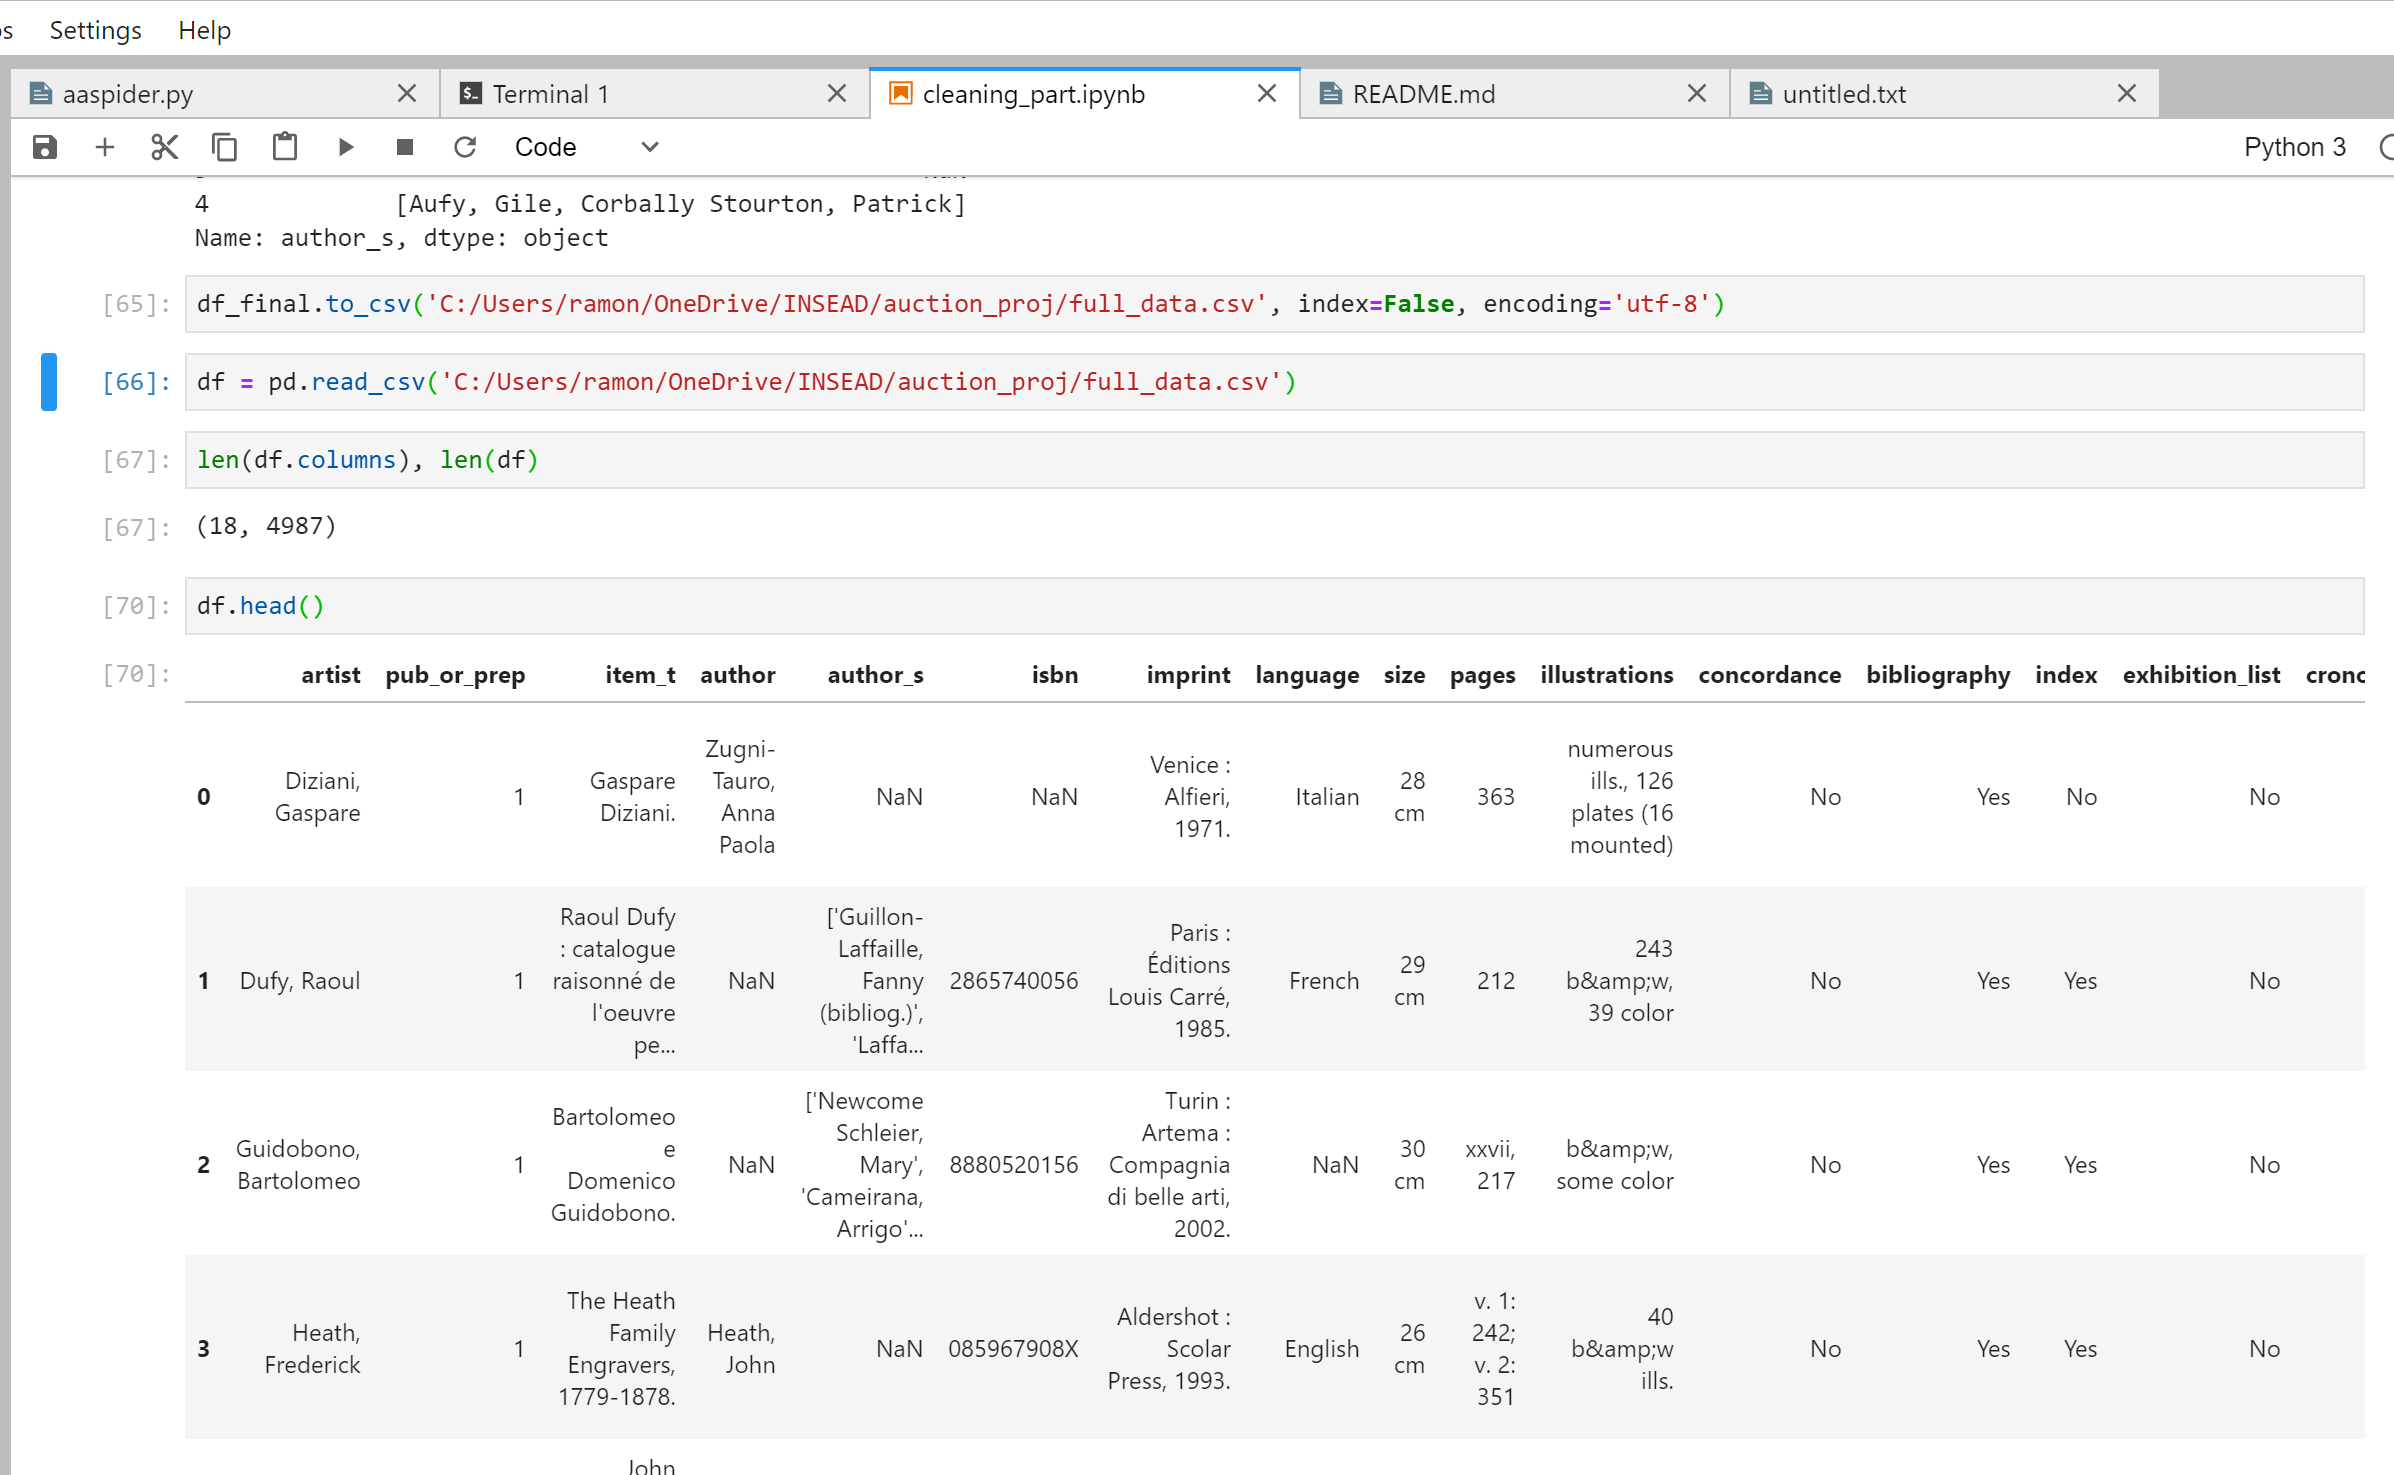 Settings Help
aaspider.py Terminal 1 cleaning_part.ipynb README.md untitled.txt
Code Python 3
4 [Aufy, Gile, Corbally Stourton, Patrick]
Name: author_s, dtype: object
[65]: df_final.to_csv('C:/Users/ramon/OneDrive/INSEAD/auction_proj/full_data.csv', index=False, encoding='utf-8')
[66]: df = pd.read_csv('C:/Users/ramon/OneDrive/INSEAD/auction_proj/full_data.csv')
[67]: len(df.columns), len(df)
[67]: (18, 4987)
[70]: df.head()
[70]: artist pub_or_prep item_t author author_s isbn imprint language size pages illustrations concordance bibliography index exhibition_list
0 Diziani, Gaspare 1 Gaspare Diziani. Zugni-Tauro, Anna Paola NaN NaN Venice : Alfieri, 1971. Italian 28 cm 363 numerous ills., 126 plates (16 mounted) No Yes No No
1 Dufy, Raoul 1 Raoul Dufy : catalogue raisonné de l'oeuvre pe... NaN ['Guillon-Laffaille, Fanny (bibliog.)', 'Laffa... 2865740056 Paris : Éditions Louis Carré, 1985. French 29 cm 212 243 b&amp;w, 39 color No Yes Yes No
2 Guidobono, Bartolomeo 1 Bartolomeo e Domenico Guidobono. NaN ['Newcome Schleier, Mary', 'Cameirana, Arrigo'... 8880520156 Turin : Artema : Compagnia di belle arti, 2002. NaN 30 cm xxvii, 217 b&amp;w, some color No Yes Yes No
3 Heath, Frederick 1 The Heath Family Engravers, 1779-1878. Heath, John NaN 085967908X Aldershot : Scolar Press, 1993. English 26 cm v. 1: 242; v. 2: 351 40 b&amp;w ills. No Yes Yes No
John